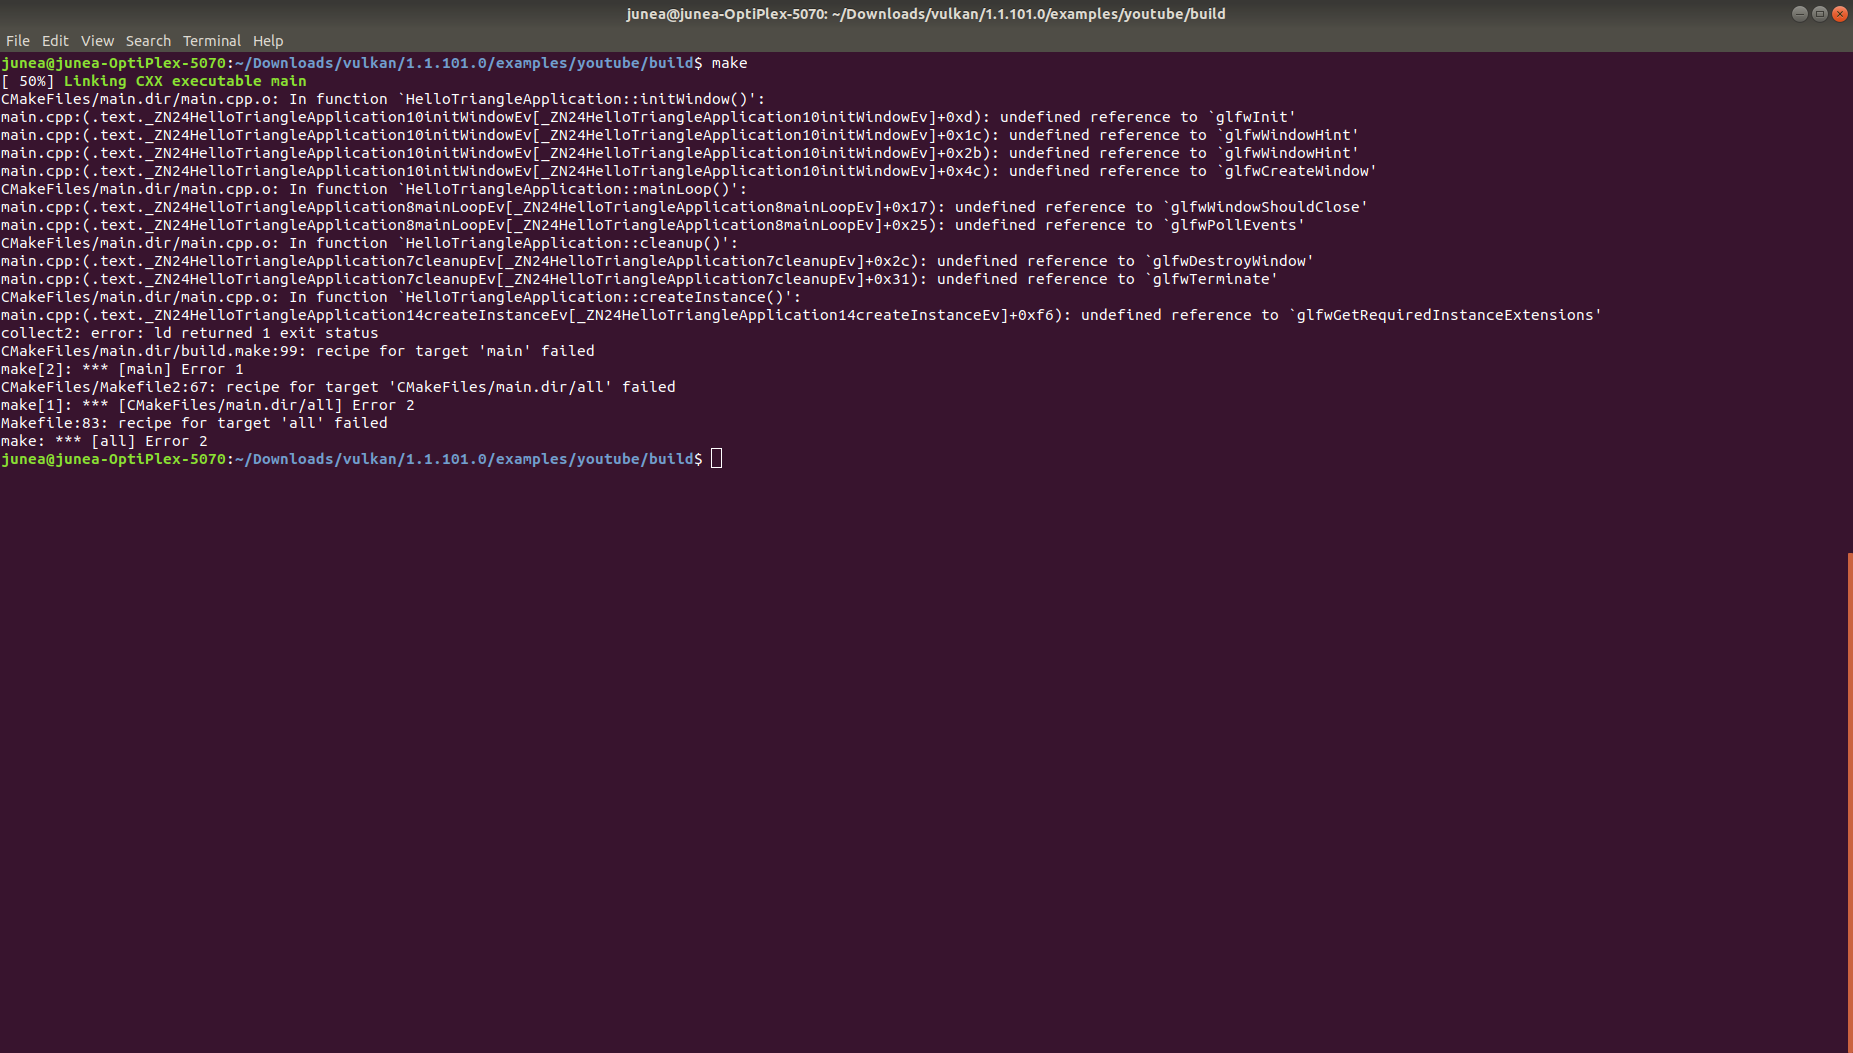 junea@junea-OptiPlex-5070: ~/Downloads/vulkan/1.1.101.0/examples/youtube/build
File Edit View Search Terminal Help
junea@junea-OptiPlex-5070:~/Downloads/vulkan/1.1.101.0/examples/youtube/build$ make
[ 50%] Linking CXX executable main
CMakeFiles/main.dir/main.cpp.o: In function `HelloTriangleApplication::initWindow()':
main.cpp:(.text._ZN24HelloTriangleApplication10initWindowEv[_ZN24HelloTriangleApplication10initWindowEv]+0xd): undefined reference to `glfwInit'
main.cpp:(.text._ZN24HelloTriangleApplication10initWindowEv[_ZN24HelloTriangleApplication10initWindowEv]+0x1c): undefined reference to `glfwWindowHint'
main.cpp:(.text._ZN24HelloTriangleApplication10initWindowEv[_ZN24HelloTriangleApplication10initWindowEv]+0x2b): undefined reference to `glfwWindowHint'
main.cpp:(.text._ZN24HelloTriangleApplication10initWindowEv[_ZN24HelloTriangleApplication10initWindowEv]+0x4c): undefined reference to `glfwCreateWindow'
CMakeFiles/main.dir/main.cpp.o: In function `HelloTriangleApplication::mainLoop()':
main.cpp:(.text._ZN24HelloTriangleApplication8mainLoopEv[_ZN24HelloTriangleApplication8mainLoopEv]+0x17): undefined reference to `glfwWindowShouldClose'
main.cpp:(.text._ZN24HelloTriangleApplication8mainLoopEv[_ZN24HelloTriangleApplication8mainLoopEv]+0x25): undefined reference to `glfwPollEvents'
CMakeFiles/main.dir/main.cpp.o: In function `HelloTriangleApplication::cleanup()':
main.cpp:(.text._ZN24HelloTriangleApplication7cleanupEv[_ZN24HelloTriangleApplication7cleanupEv]+0x2c): undefined reference to `glfwDestroyWindow'
main.cpp:(.text._ZN24HelloTriangleApplication7cleanupEv[_ZN24HelloTriangleApplication7cleanupEv]+0x31): undefined reference to `glfwTerminate'
CMakeFiles/main.dir/main.cpp.o: In function `HelloTriangleApplication::createInstance()':
main.cpp:(.text._ZN24HelloTriangleApplication14createInstanceEv[_ZN24HelloTriangleApplication14createInstanceEv]+0xf6): undefined reference to `glfwGetRequiredInstanceExtensions'
collect2: error: ld returned 1 exit status
CMakeFiles/main.dir/build.make:99: recipe for target 'main' failed
make[2]: *** [main] Error 1
CMakeFiles/Makefile2:67: recipe for target 'CMakeFiles/main.dir/all' failed
make[1]: *** [CMakeFiles/main.dir/all] Error 2
Makefile:83: recipe for target 'all' failed
make: *** [all] Error 2
junea@junea-OptiPlex-5070:~/Downloads/vulkan/1.1.101.0/examples/youtube/build$